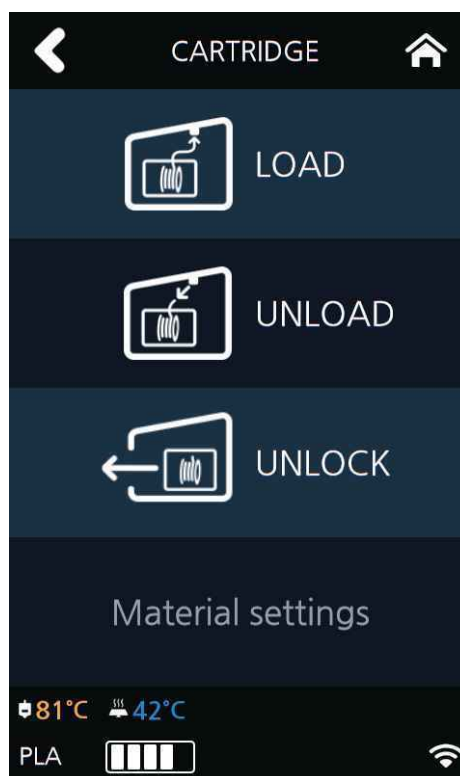 CARTRIDGE
LOAD
UNLOAD
UNLOCK
Material settings
81°C 42°C
PLA